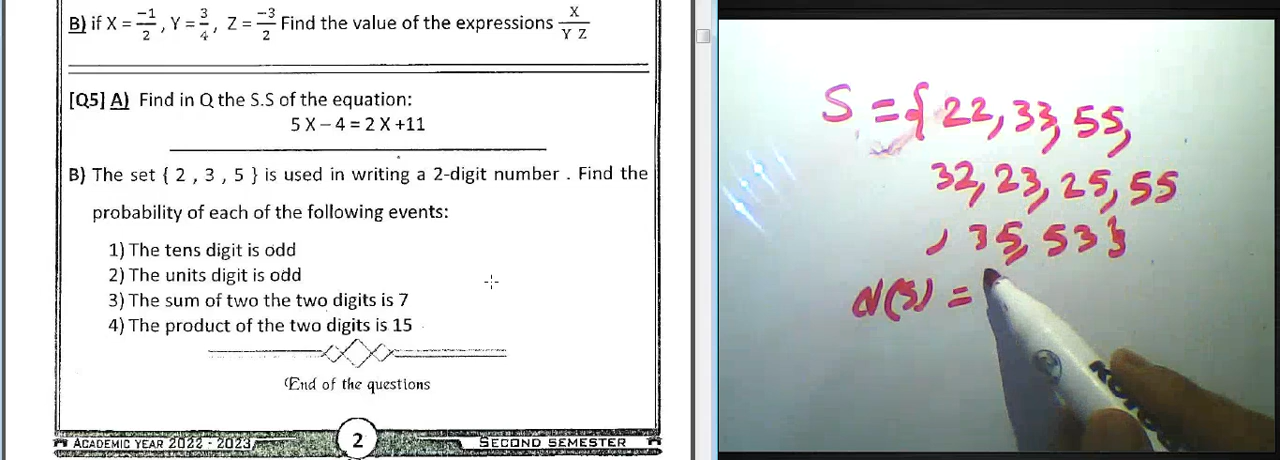 B) if X = -1/2 , Y = 3/4 , Z = -3/2 Find the value of the expressions X/Y Z
[Q5] A) Find in Q the S.S of the equation:
5 X – 4 = 2 X +11
B) The set { 2 , 3 , 5 } is used in writing a 2-digit number . Find the
probability of each of the following events:
1) The tens digit is odd
2) The units digit is odd
3) The sum of two the two digits is 7
4) The product of the two digits is 15
End of the questions
ACADEMIC YEAR 2022 - 2023
2
SECOND SEMESTER
S = { 22, 33, 55,
32, 23, 25, 55
, 35, 53 }
N(S) =